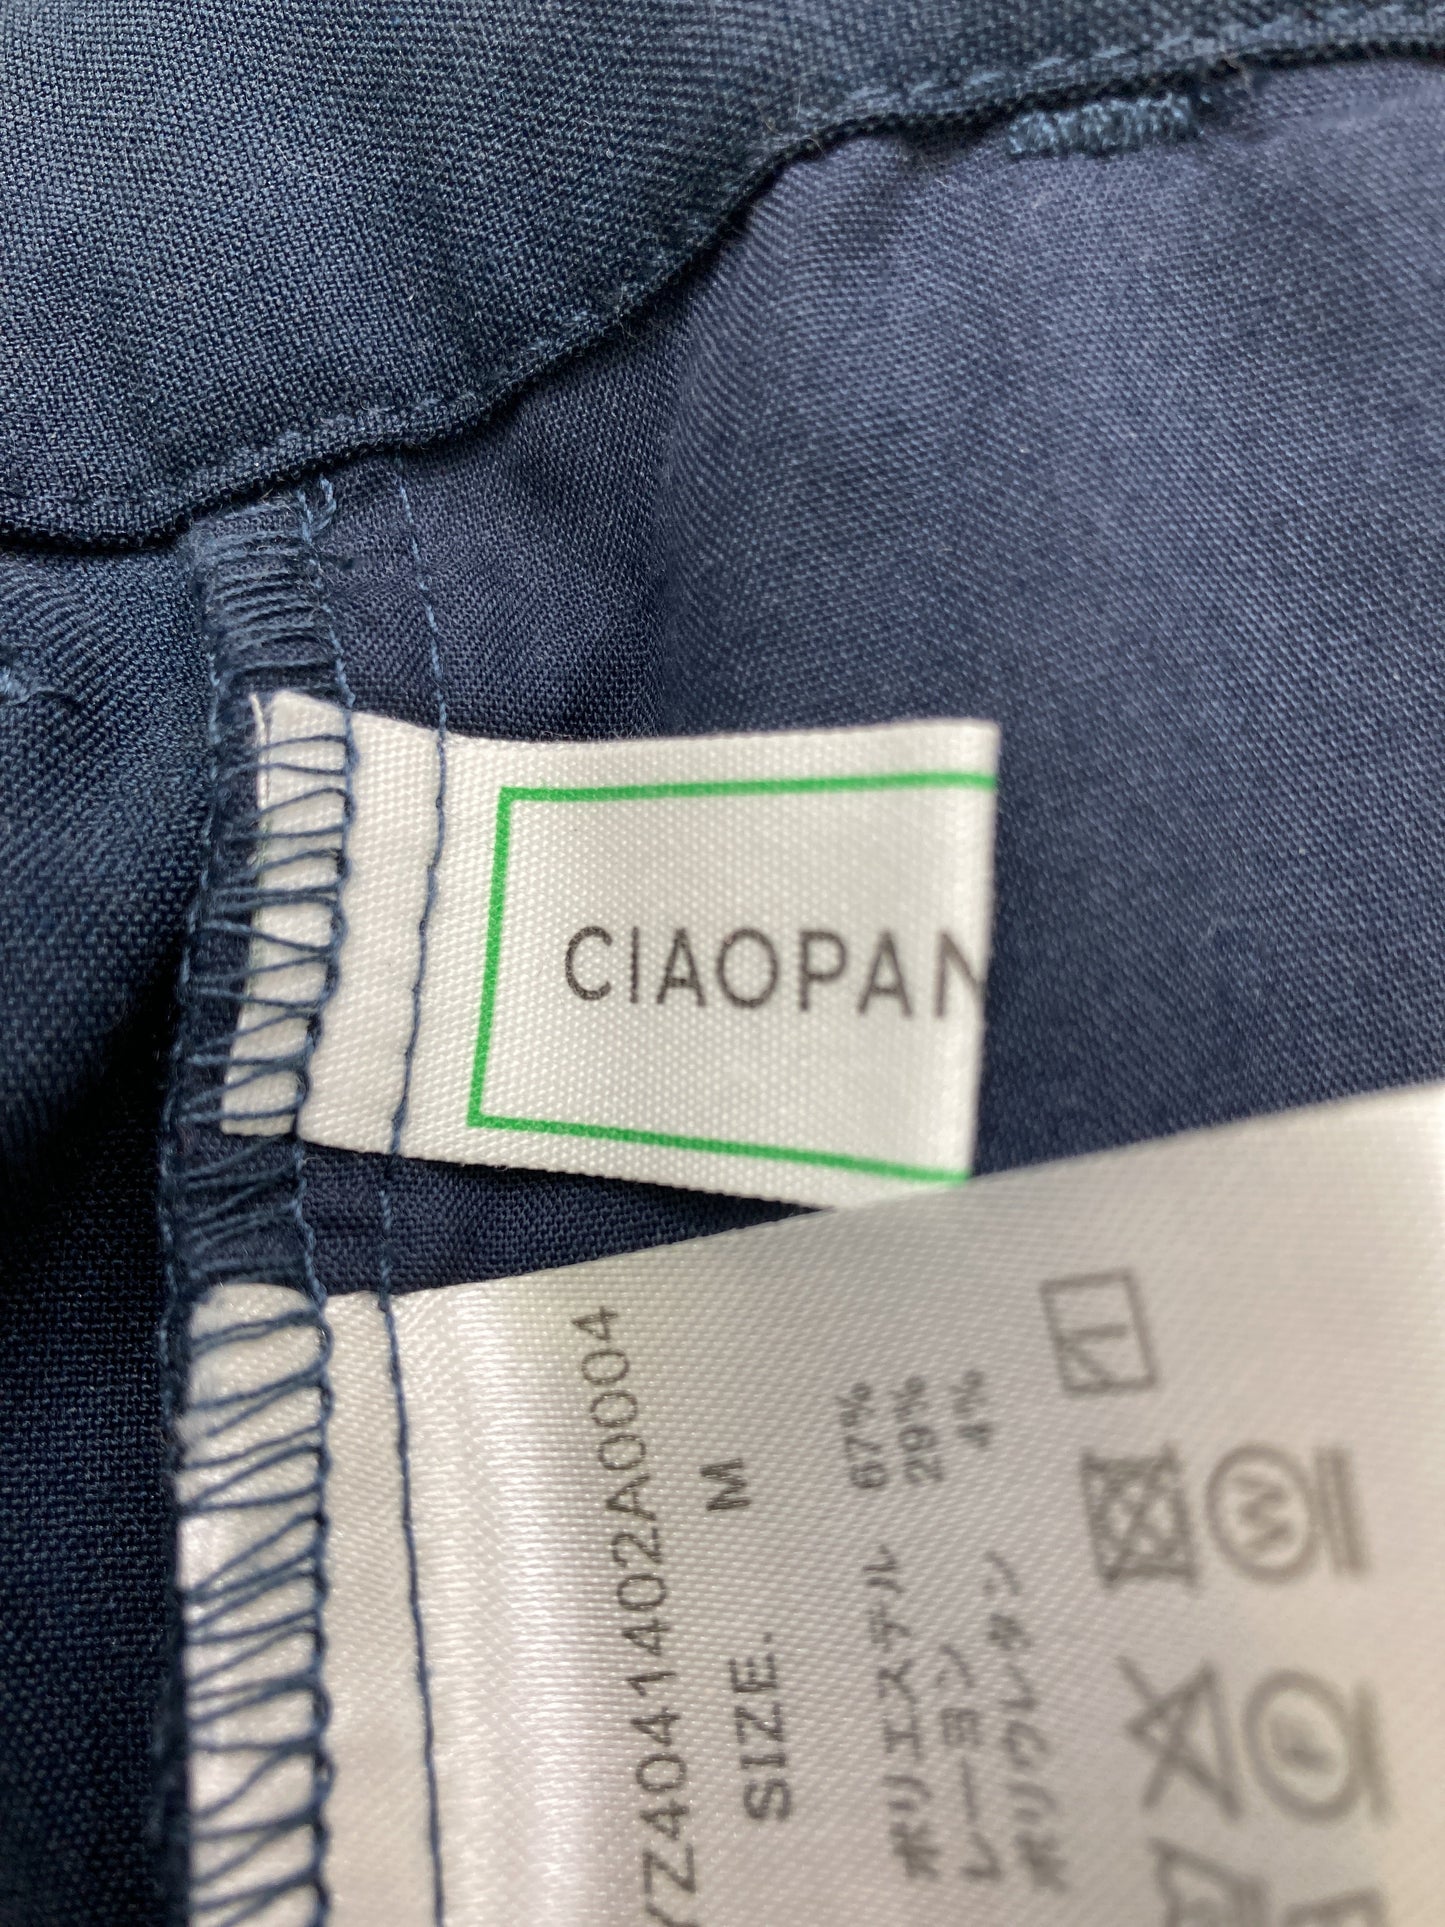 CIAOPAN
YZ4041402A0004
SIZE. M
ポリエステル 67%
レーヨン 29%
ポリウレタン 4%
W
F